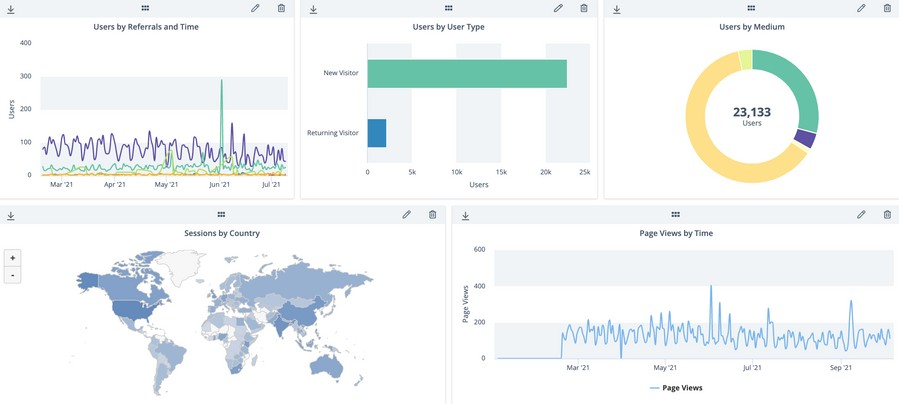 Users by Referrals and Time
400
300
200
100
0
Users
Mar '21
Apr '21
May '21
Jun '21
Jul '21
Users by User Type
New Visitor
Returning Visitor
0
5k
10k
15k
20k
25k
Users
Users by Medium
23,133
Users
Sessions by Country
+
-
Page Views by Time
600
400
200
0
Page Views
Mar '21
May '21
Jul '21
Sep '21
Page Views